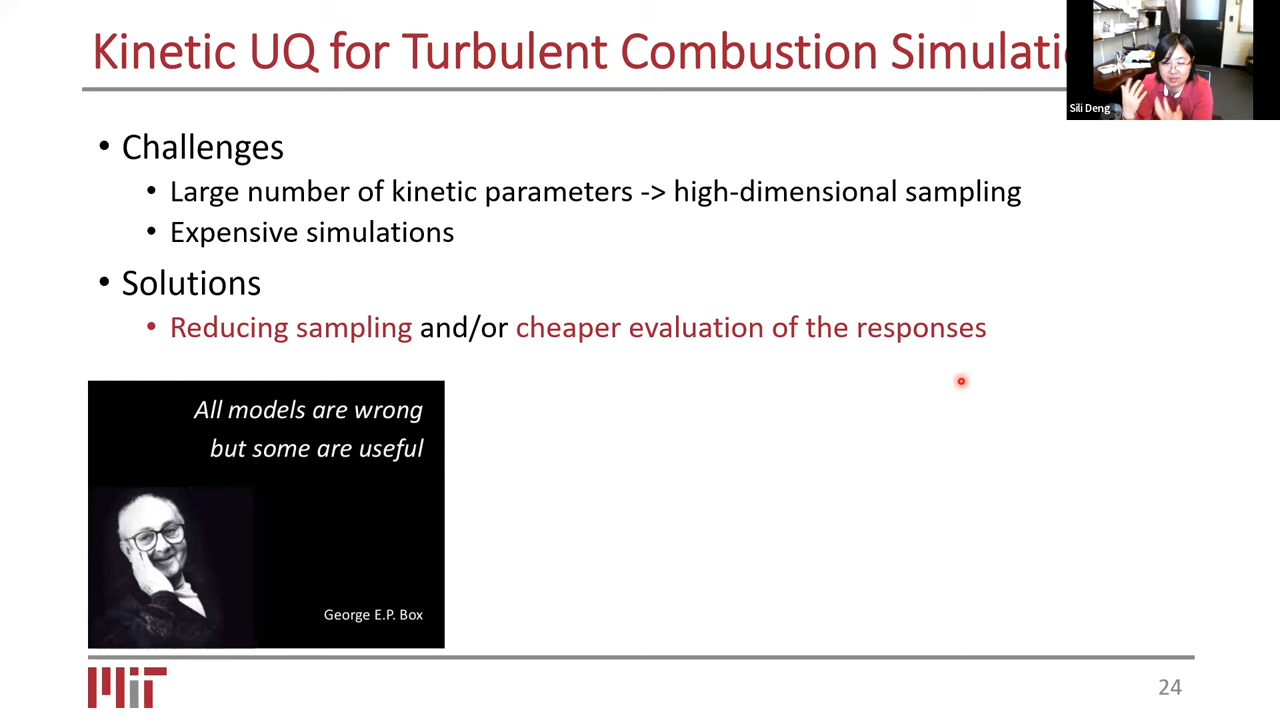 Kinetic UQ for Turbulent Combustion Simulati
Sili Deng
• Challenges
• Large number of kinetic parameters -> high-dimensional sampling
• Expensive simulations
• Solutions
• Reducing sampling and/or cheaper evaluation of the responses
All models are wrong
but some are useful
George E.P. Box
MIT
24